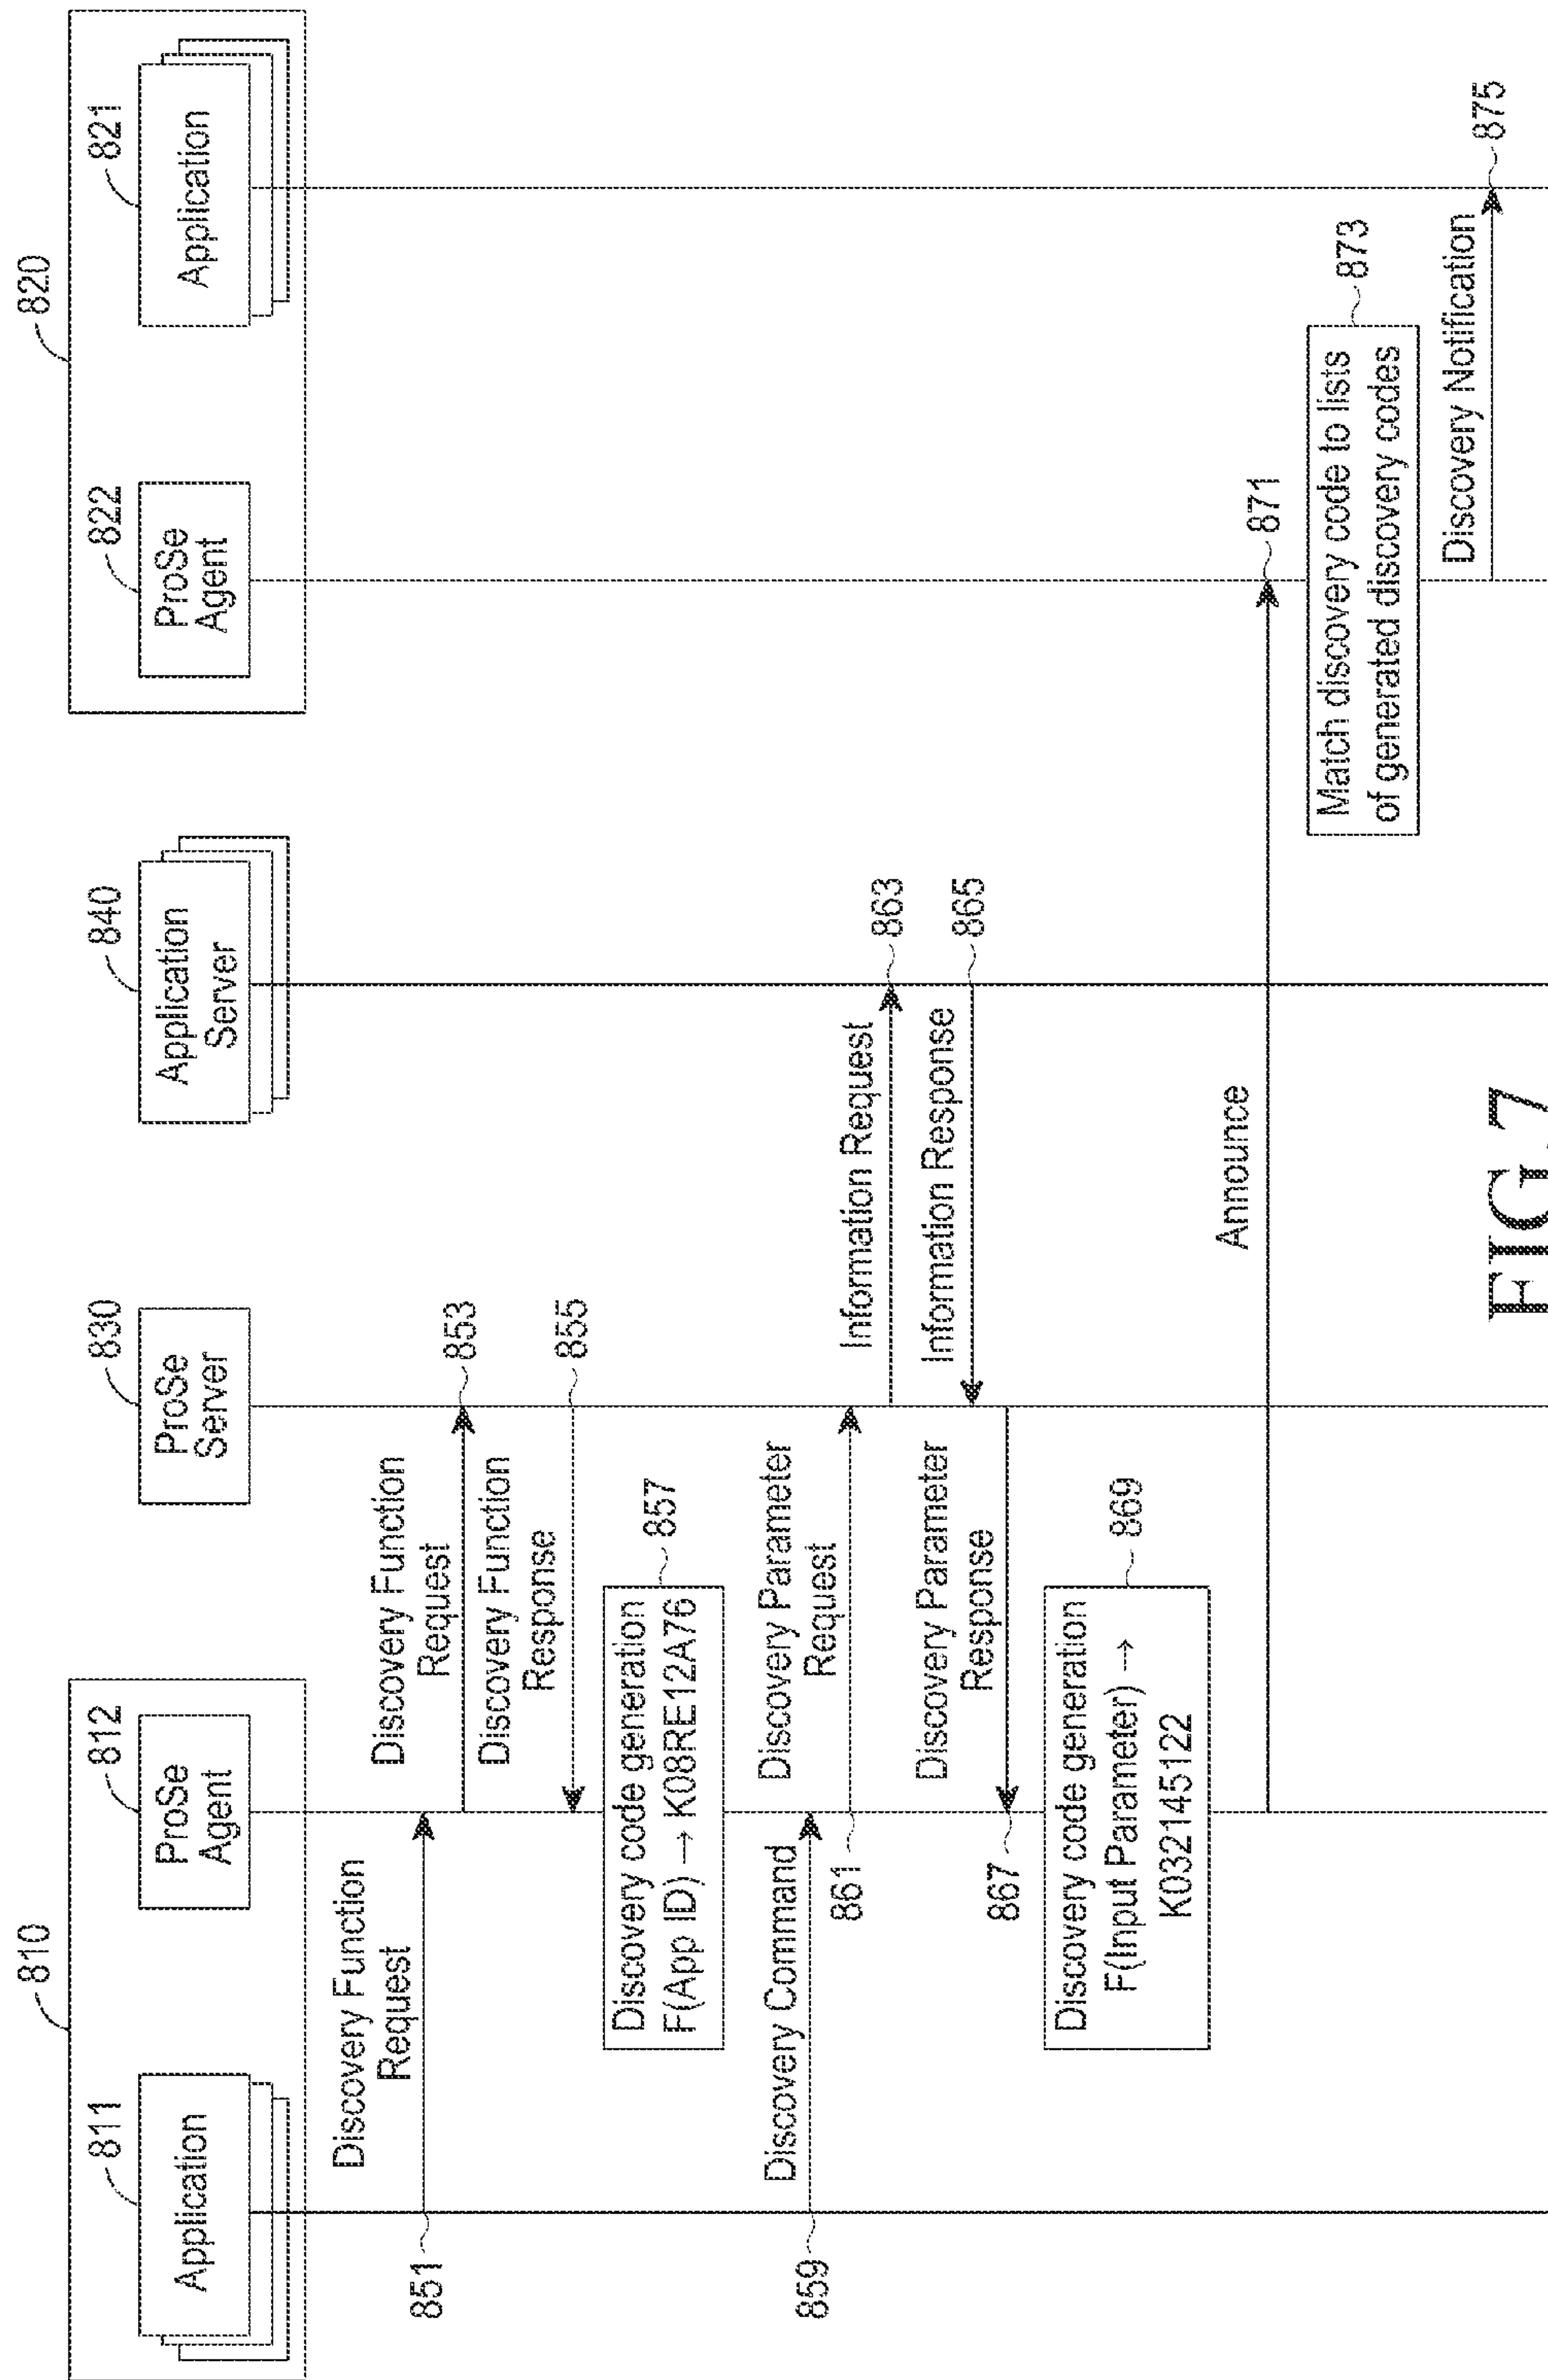 810
820
811
812
830
840
822
821
Application
ProSe
Agent
ProSe
Server
Application
Server
ProSe
Agent
Application
Discovery Function
Request
851
Discovery Function
Request
853
Discovery Function
Response
855
Discovery code generation
F(App ID) → K08RE12A76
857
Discovery Command
859
Discovery Parameter
Request
861
Information Request
863
Information Response
865
Discovery Parameter
Response
867
Discovery code generation
F(Input Parameter) →
K032145122
869
Announce
871
Match discovery code to lists
of generated discovery codes
873
Discovery Notification
875
FIG.7